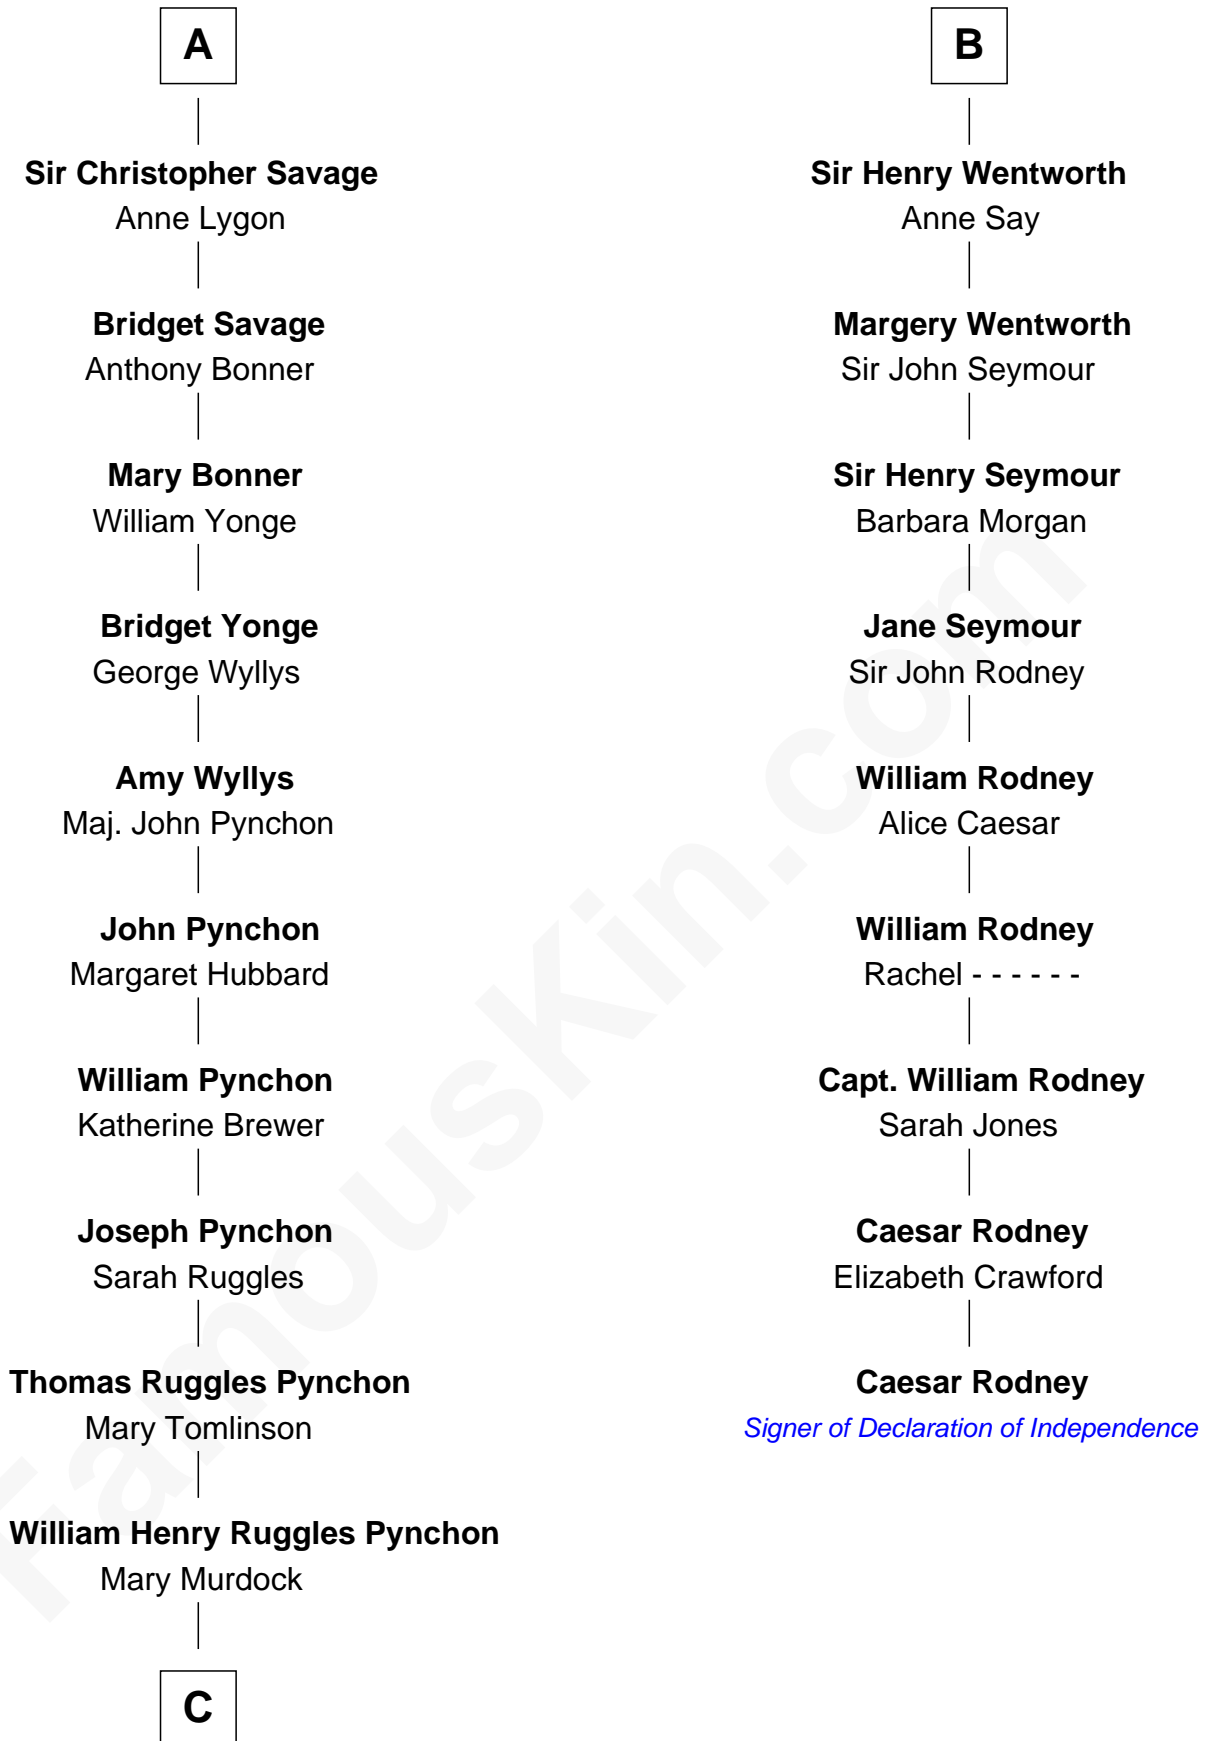 A
Sir Christopher Savage
Anne Lygon
Bridget Savage
Anthony Bonner
Mary Bonner
William Yonge
Bridget Yonge
George Wyllys
Amy Wyllys
Maj. John Pynchon
John Pynchon
Margaret Hubbard
William Pynchon
Katherine Brewer
Joseph Pynchon
Sarah Ruggles
Thomas Ruggles Pynchon
Mary Tomlinson
William Henry Ruggles Pynchon
Mary Murdock
C
B
Sir Henry Wentworth
Anne Say
Margery Wentworth
Sir John Seymour
Sir Henry Seymour
Barbara Morgan
Jane Seymour
Sir John Rodney
William Rodney
Alice Caesar
William Rodney
Rachel - - - - - -
Capt. William Rodney
Sarah Jones
Caesar Rodney
Elizabeth Crawford
Caesar Rodney
Signer of Declaration of Independence
FamousKin.com